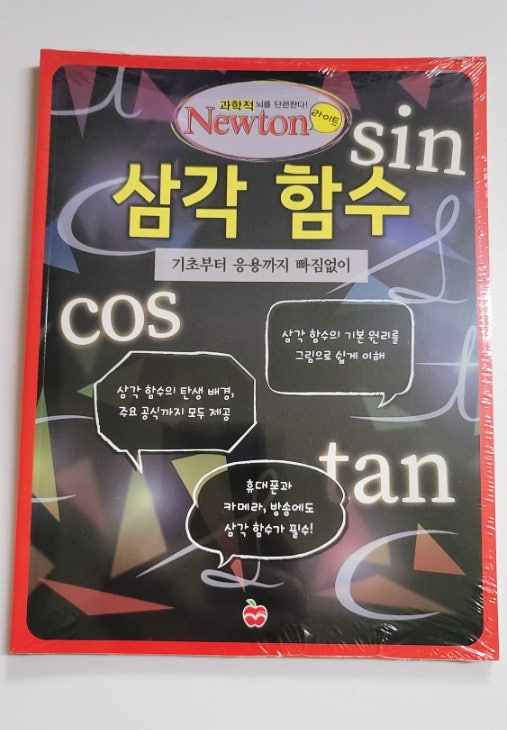 과학적 뇌를 단련한다!
Newton
라이트
sin
삼각 함수
기초부터 응용까지 빠짐없이
cos
삼각 함수의 기본 원리를
그림으로 쉽게 이해
삼각 함수의 탄생 배경,
주요 공식까지 모두 제공
tan
휴대폰과
카메라, 방송에도
삼각 함수가 필수!